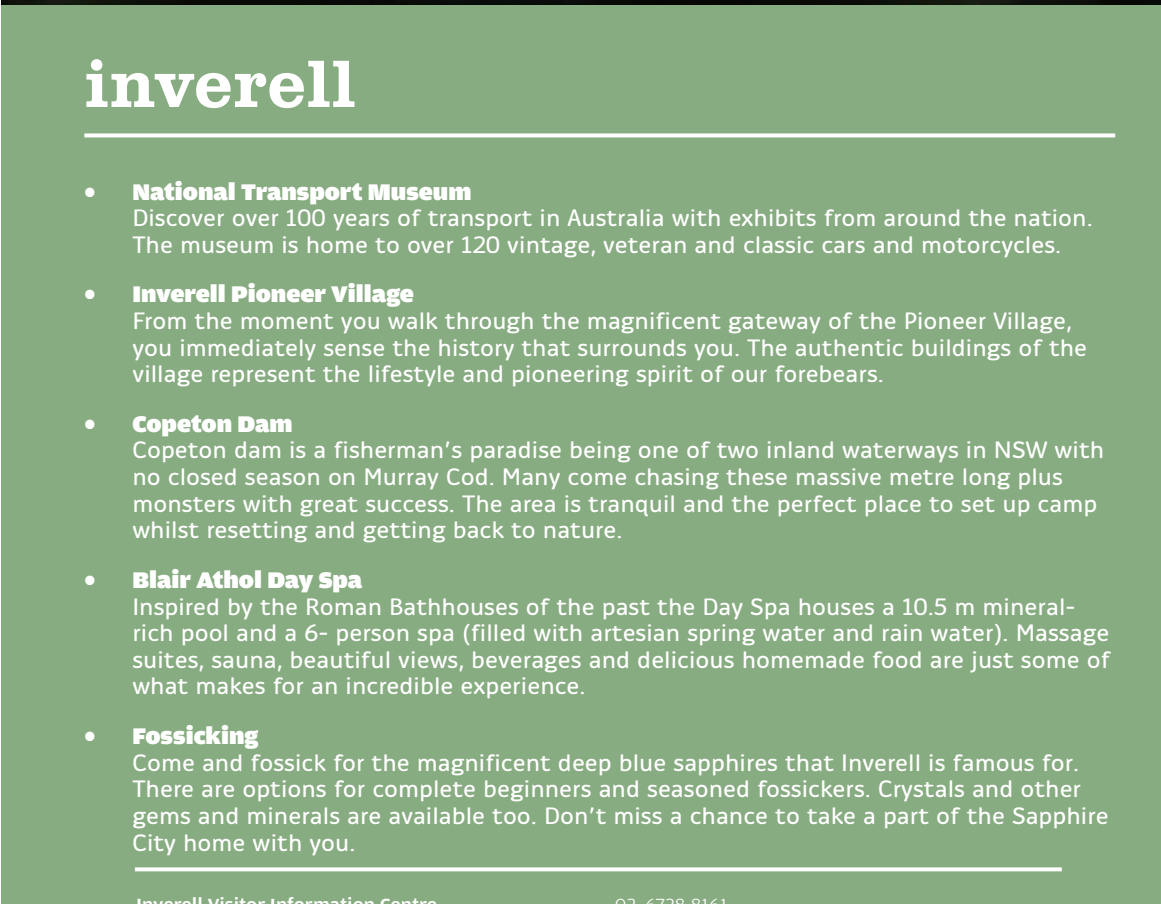 inverell
• National Transport Museum
Discover over 100 years of transport in Australia with exhibits from around the nation.
The museum is home to over 120 vintage, veteran and classic cars and motorcycles.
• Inverell Pioneer Village
From the moment you walk through the magnificent gateway of the Pioneer Village,
you immediately sense the history that surrounds you. The authentic buildings of the
village represent the lifestyle and pioneering spirit of our forebears.
• Copeton Dam
Copeton dam is a fisherman's paradise being one of two inland waterways in NSW with
no closed season on Murray Cod. Many come chasing these massive metre long plus
monsters with great success. The area is tranquil and the perfect place to set up camp
whilst resetting and getting back to nature.
• Blair Athol Day Spa
Inspired by the Roman Bathhouses of the past the Day Spa houses a 10.5 m mineral-
rich pool and a 6- person spa (filled with artesian spring water and rain water). Massage
suites, sauna, beautiful views, beverages and delicious homemade food are just some of
what makes for an incredible experience.
• Fossicking
Come and fossick for the magnificent deep blue sapphires that Inverell is famous for.
There are options for complete beginners and seasoned fossickers. Crystals and other
gems and minerals are available too. Don't miss a chance to take a part of the Sapphire
City home with you.
Inverell Visitor Information Centre 02 6728 8161